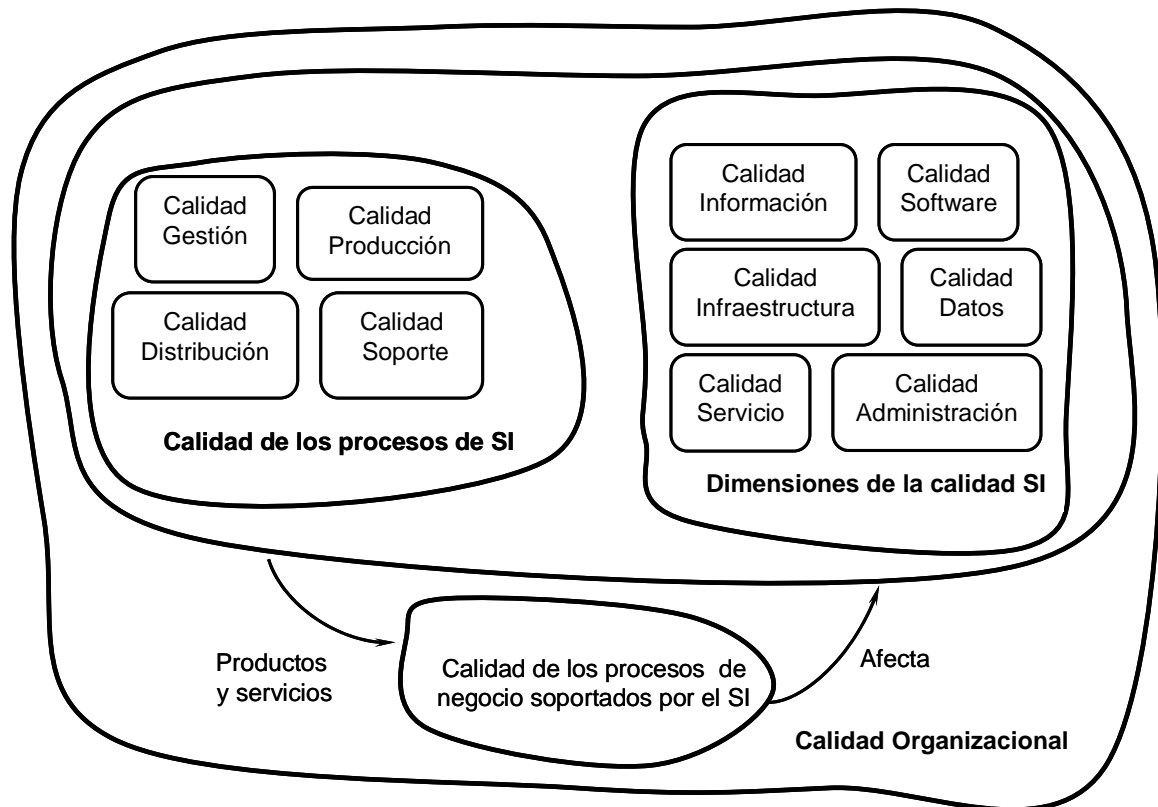 Calidad
Gestión
Calidad
Producción
Calidad
Distribución
Calidad
Soporte
Calidad de los procesos de SI
Calidad
Información
Calidad
Software
Calidad
Infraestructura
Calidad
Datos
Calidad
Servicio
Calidad
Administración
Dimensiones de la calidad SI
Productos
y servicios
Calidad de los procesos de
negocio soportados por el SI
Afecta
Calidad Organizacional